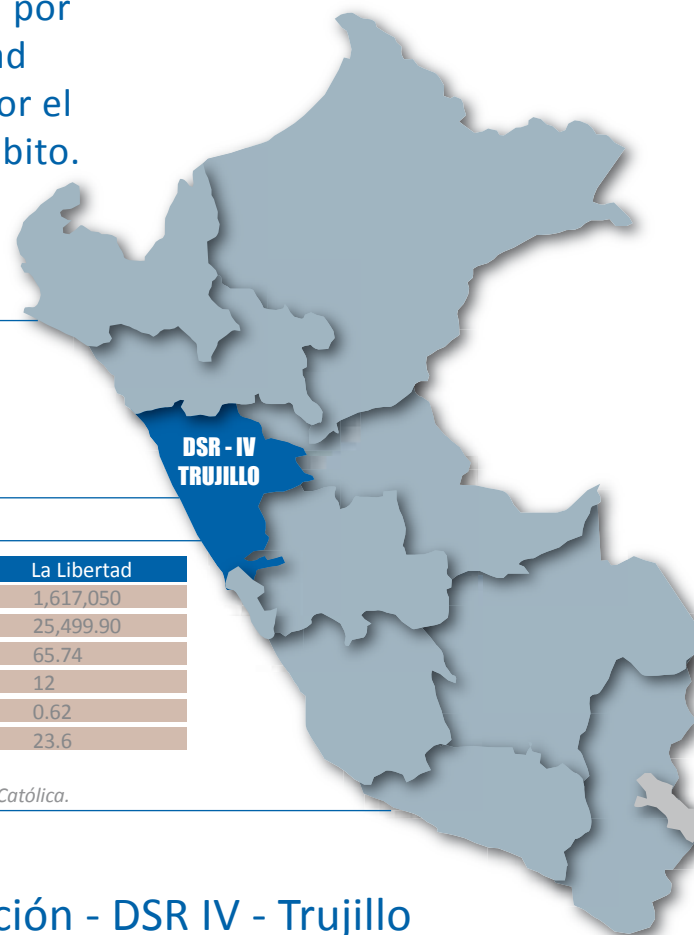 por
or el
bito.
DSR - IV
TRUJILLO
La Libertad
1,617,050
25,499.90
65.74
12
0.62
23.6
Católica.
ción - DSR IV - Trujillo